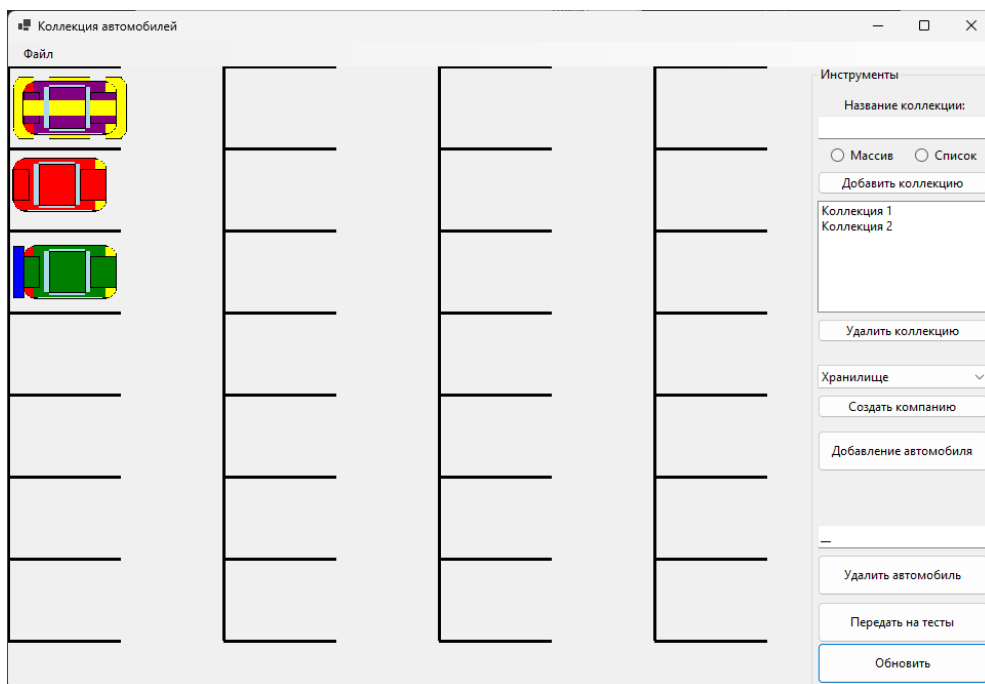 Коллекция автомобилей
Файл
Инструменты
Название коллекции:
Массив
Список
Добавить коллекцию
Коллекция 1
Коллекция 2
Удалить коллекцию
Хранилище
Создать компанию
Добавление автомобиля
_
Удалить автомобиль
Передать на тесты
Обновить